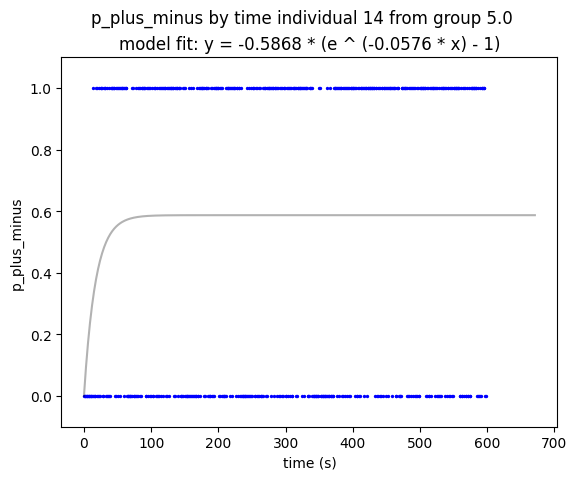 p_plus_minus by time individual 14 from group 5.0
model fit: y = -0.5868 * (e ^ (-0.0576 * x) - 1)
1.0
0.8
0.6
0.4
0.2
0.0
p_plus_minus
0 100 200 300 400 500 600 700
time (s)